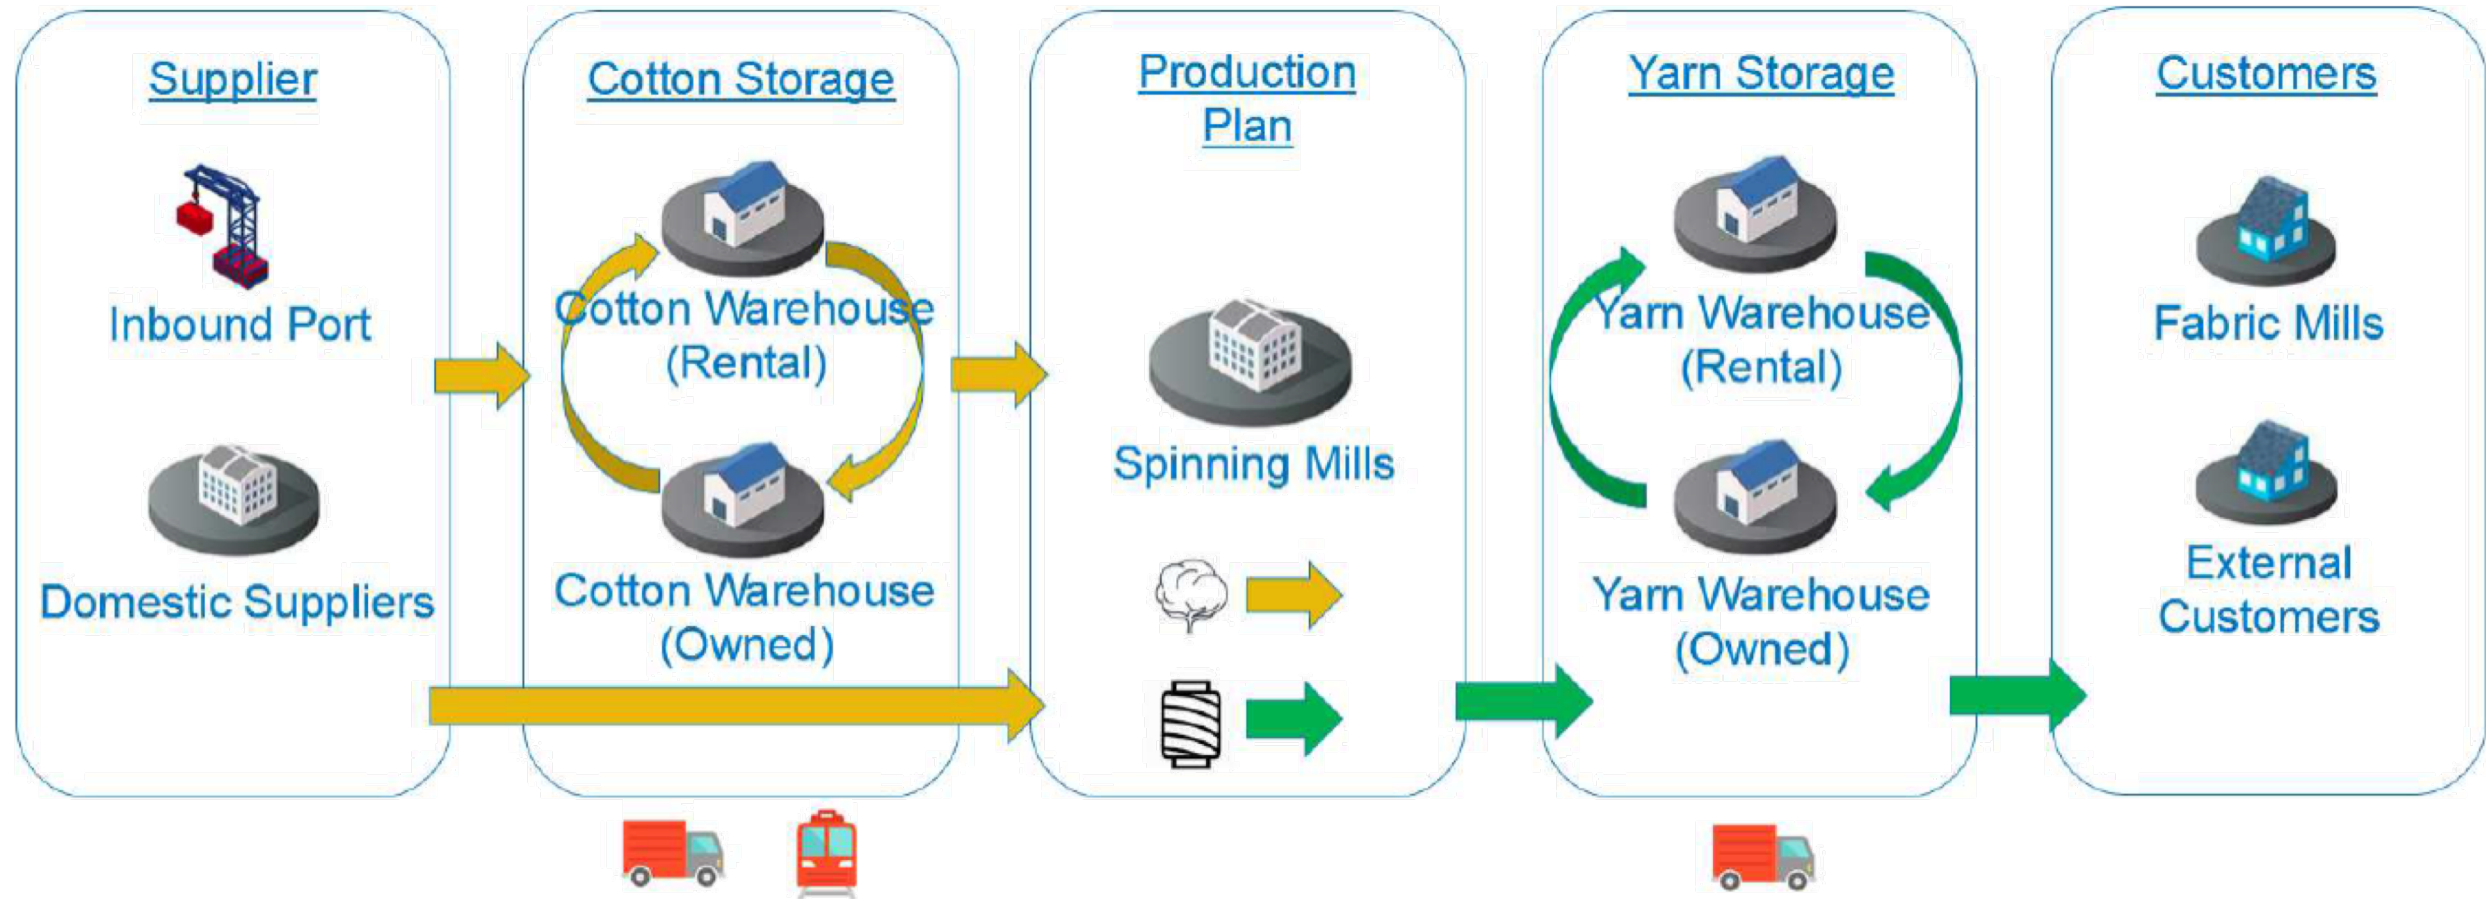 Supplier
Inbound Port
Domestic Suppliers
Cotton Storage
Cotton Warehouse
(Rental)
Cotton Warehouse
(Owned)
Production
Plan
Spinning Mills
Yarn Storage
Yarn Warehouse
(Rental)
Yarn Warehouse
(Owned)
Customers
Fabric Mills
External
Customers